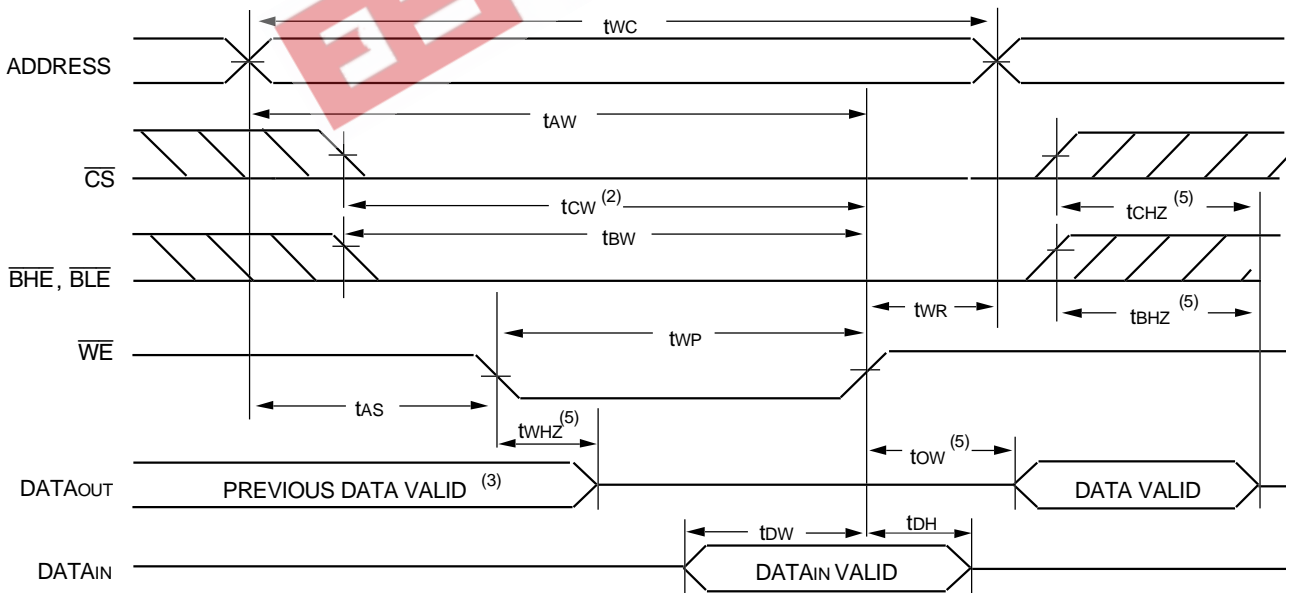 tWC
ADDRESS
tAW
CS
tCW (2)
tCHZ (5)
tBW
BHE, BLE
tWR
tBHZ (5)
tWP
WE
tAS
tWHZ (5)
tOW (5)
DATAOUT
PREVIOUS DATA VALID (3)
DATA VALID
tDW
tDH
DATAIN
DATAIN VALID